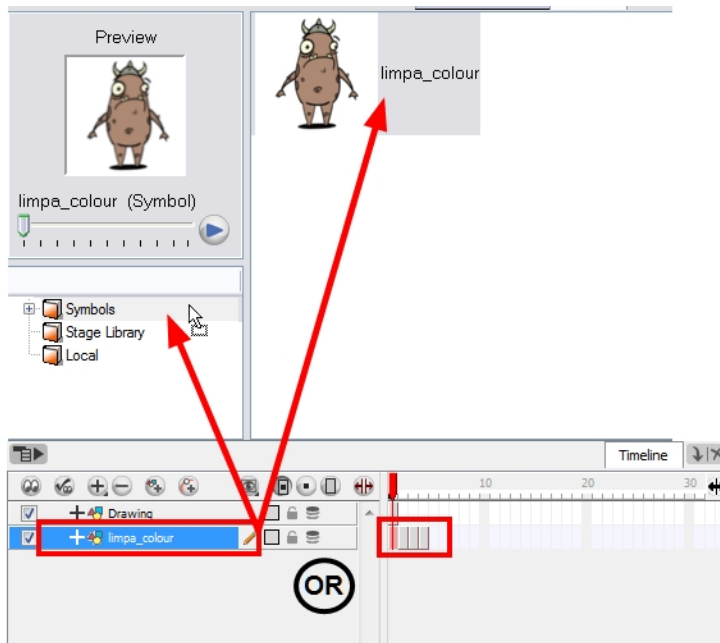 Preview
limpa_colour
limpa_colour (Symbol)
Symbols
Stage Library
Local
Timeline
10 20 30
Drawing
limpa_colour
OR